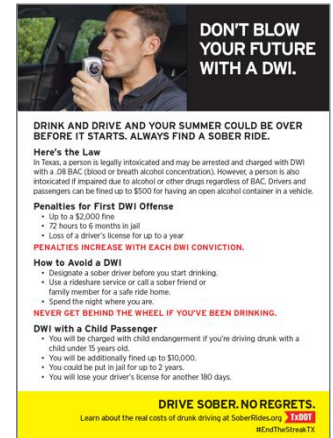 DON'T BLOW
YOUR FUTURE
WITH A DWI.
DRINK AND DRIVE AND YOUR SUMMER COULD BE OVER
BEFORE IT STARTS. ALWAYS FIND A SOBER RIDE.
Here's the Law
In Texas, a person is legally intoxicated and may be arrested and charged with DWI
with a .08 BAC (blood or breath alcohol concentration). However, a person is also
intoxicated if impaired due to alcohol or other drugs regardless of BAC. Drivers and
passengers can be fined up to $500 for having an open alcohol container in a vehicle.
Penalties for First DWI Offense
• Up to a $2,000 fine
• 72 hours to 6 months in jail
• Loss of a driver's license for up to a year
PENALTIES INCREASE WITH EACH DWI CONVICTION.
How to Avoid a DWI
• Designate a sober driver before you start drinking.
• Use a rideshare service or call a sober friend or
family member for a safe ride home.
• Spend the night where you are.
NEVER GET BEHIND THE WHEEL IF YOU'VE BEEN DRINKING.
DWI with a Child Passenger
• You will be charged with child endangerment if you're driving drunk with a
child under 15 years old.
• You will be additionally fined up to $10,000.
• You could be put in jail for up to 2 years.
• You will lose your driver's license for another 180 days.
DRIVE SOBER. NO REGRETS.
Learn about the real costs of drunk driving at SoberRides.org TxDOT
#EndTheStreakTX